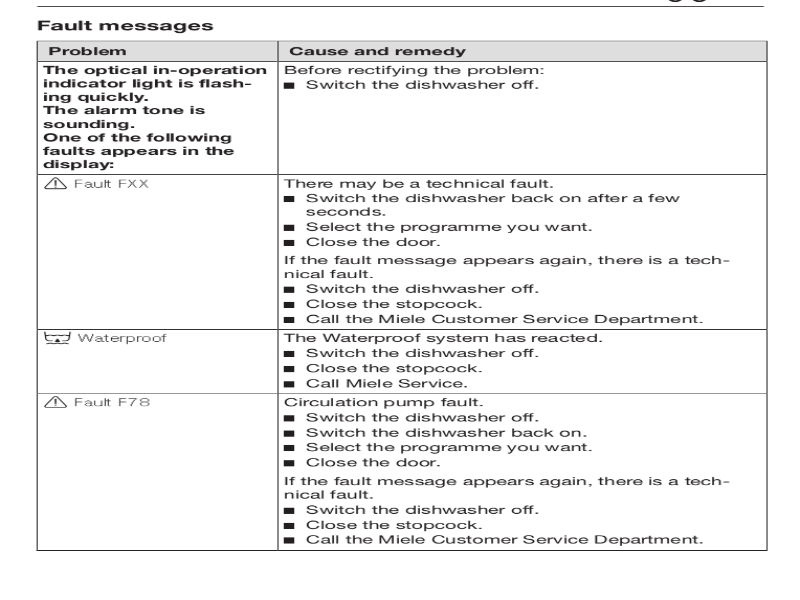 Fault messages
Problem
Cause and remedy
The optical in-operation
indicator light is flash-
ing quickly.
The alarm tone is
sounding.
One of the following
faults appears in the
display:
Before rectifying the problem:
■ Switch the dishwasher off.
⚠ Fault FXX
There may be a technical fault.
■ Switch the dishwasher back on after a few
seconds.
■ Select the programme you want.
■ Close the door.
If the fault message appears again, there is a tech-
nical fault.
■ Switch the dishwasher off.
■ Close the stopcock.
■ Call the Miele Customer Service Department.
Waterproof
The Waterproof system has reacted.
■ Switch the dishwasher off.
■ Close the stopcock.
■ Call Miele Service.
⚠ Fault F78
Circulation pump fault.
■ Switch the dishwasher off.
■ Switch the dishwasher back on.
■ Select the programme you want.
■ Close the door.
If the fault message appears again, there is a tech-
nical fault.
■ Switch the dishwasher off.
■ Close the stopcock.
■ Call the Miele Customer Service Department.